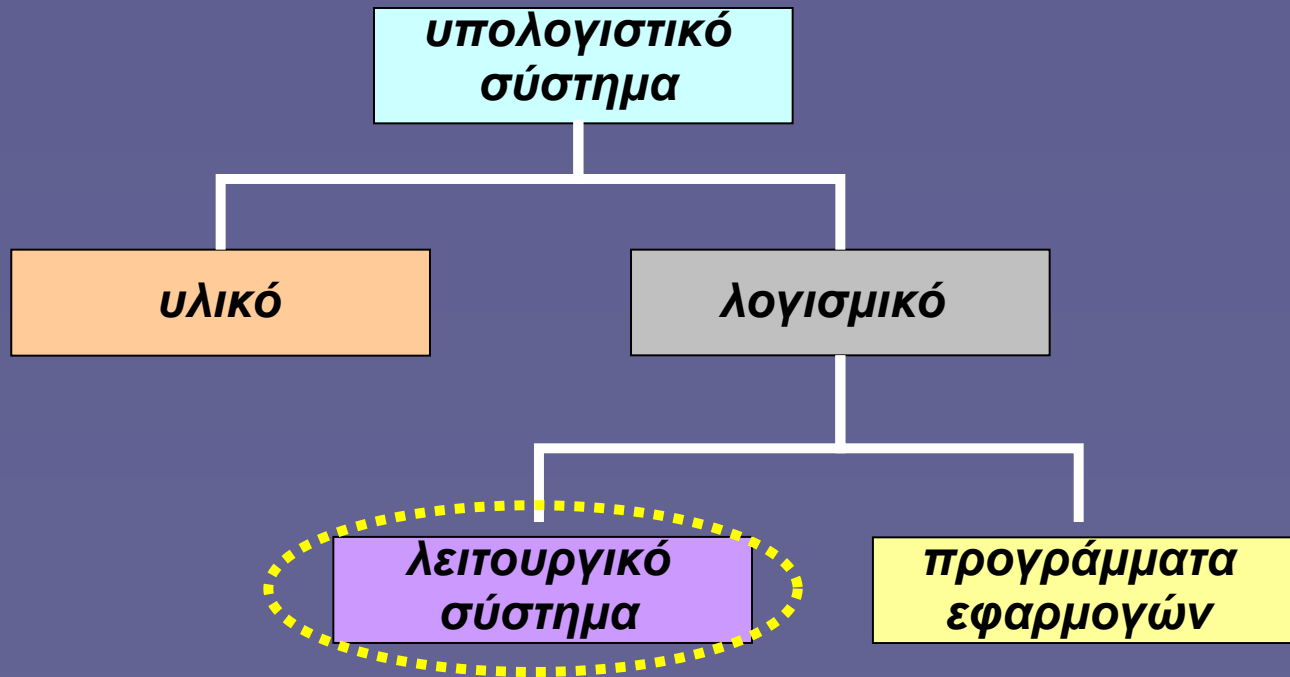 υπολογιστικό
σύστημα
υλικό
λογισμικό
λειτουργικό
σύστημα
προγράμματα
εφαρμογών